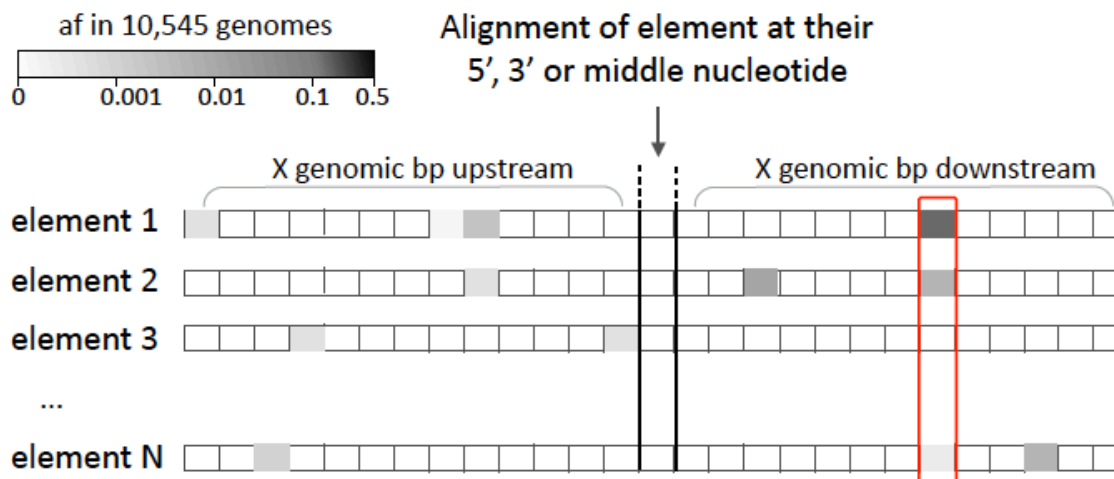 af in 10,545 genomes
0 0.001 0.01 0.1 0.5
Alignment of element at their
5’, 3’ or middle nucleotide
X genomic bp upstream
X genomic bp downstream
element 1
element 2
element 3
...
element N